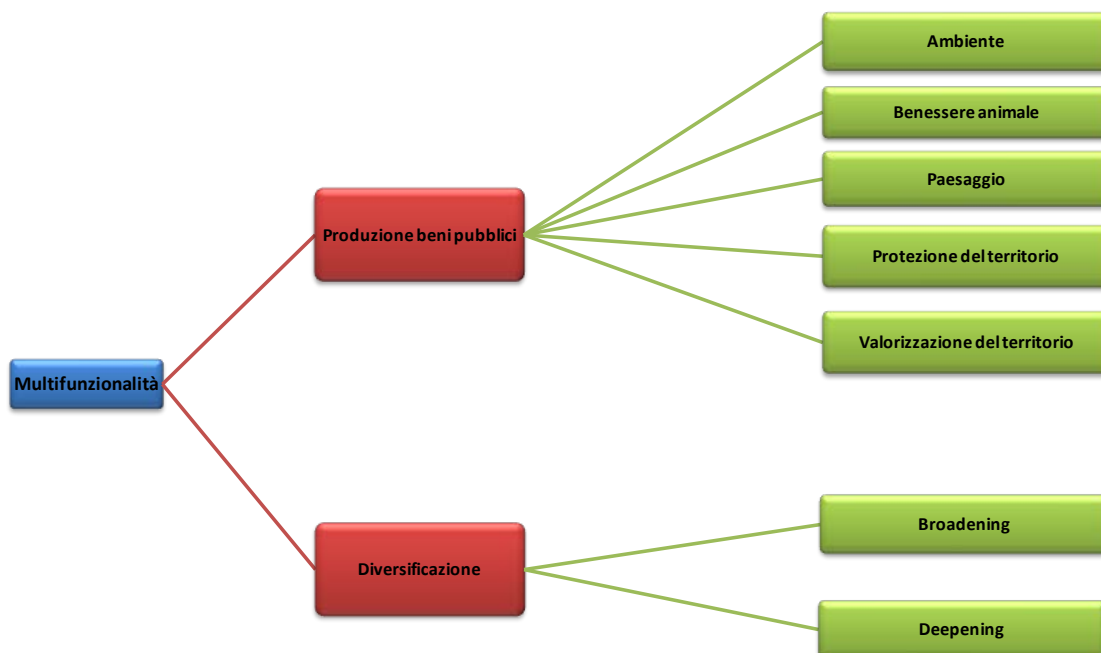 Multifunzionalità
Produzione beni pubblici
Ambiente
Benessere animale
Paesaggio
Protezione del territorio
Valorizzazione del territorio
Diversificazione
Broadening
Deepening